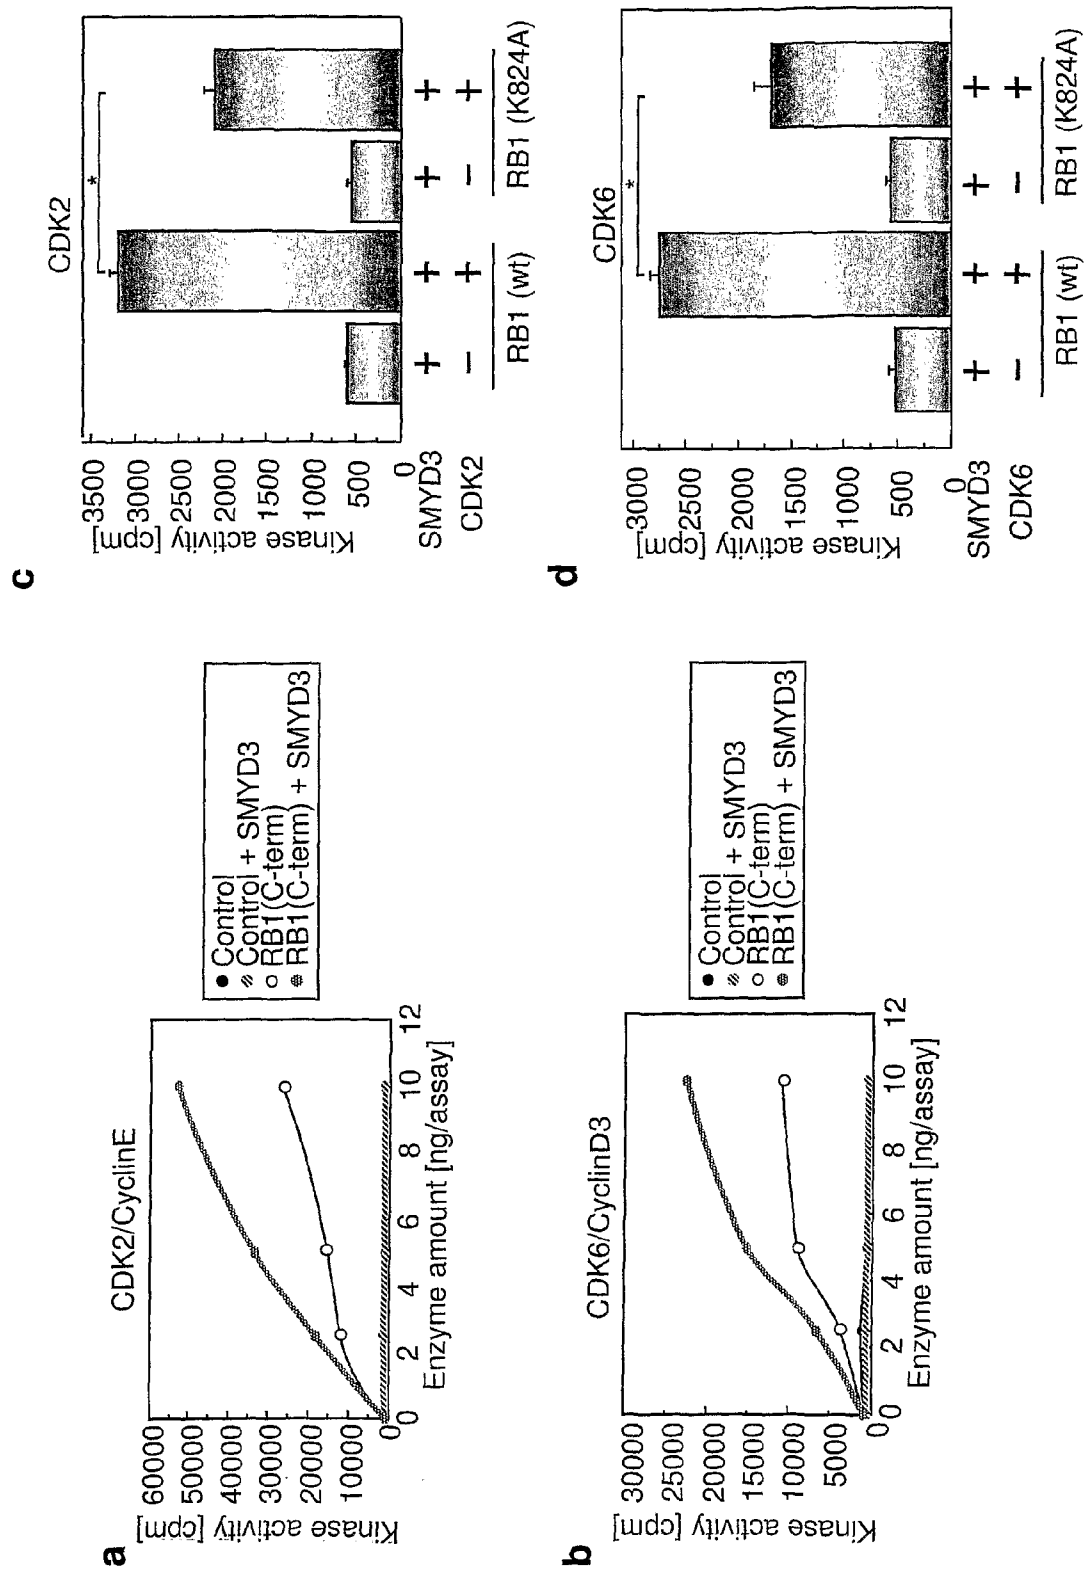 a
CDK2/CyclinE
Kinase activity [cpm]
60000
50000
40000
30000
20000
10000
0
0 2 4 6 8 10 12
Enzyme amount [ng/assay]
Control
Control + SMYD3
RB1(C-term)
RB1(C-term) + SMYD3
b
CDK6/CyclinD3
Kinase activity [cpm]
30000
25000
20000
15000
10000
5000
0
0 2 4 6 8 10 12
Enzyme amount [ng/assay]
Control
Control + SMYD3
RB1(C-term)
RB1(C-term) + SMYD3
c
CDK2
Kinase activity [cpm]
3500
3000
2500
2000
1500
1000
500
0
*
SMYD3 + + + +
CDK2 − + − +
RB1 (wt) RB1 (K824A)
d
CDK6
Kinase activity [cpm]
3000
2500
2000
1500
1000
500
0
*
SMYD3 + + + +
CDK6 − + − +
RB1 (wt) RB1 (K824A)